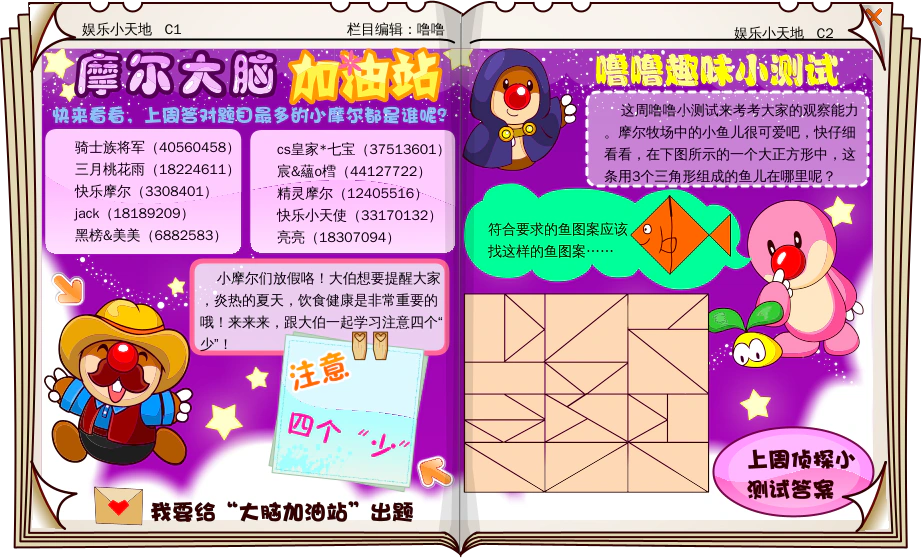 娱乐小天地 C1
栏目编辑：噜噜
摩尔大脑 加油站
快来看看，上周答对题目最多的小摩尔都是谁呢?
骑士族将军（40560458）
三月桃花雨（18224611）
快乐摩尔（3308401）
jack（18189209）
黑榜&美美（6882583）
cs皇家*七宝（37513601）
宸&蘊o橝（44127722）
精灵摩尔（12405516）
快乐小天使（33170132）
亮亮（18307094）
小摩尔们放假咯！大伯想要提醒大家
，炎热的夏天，饮食健康是非常重要的
哦！来来来，跟大伯一起学习注意四个“
少”！
注意
四个“少”
我要给“大脑加油站”出题
娱乐小天地 C2
噜噜趣味小测试
这周噜噜小测试来考考大家的观察能力
。摩尔牧场中的小鱼儿很可爱吧，快仔细
看看，在下图所示的一个大正方形中，这
条用3个三角形组成的鱼儿在哪里呢？
符合要求的鱼图案应该
找这样的鱼图案……
上周侦探小
测试答案